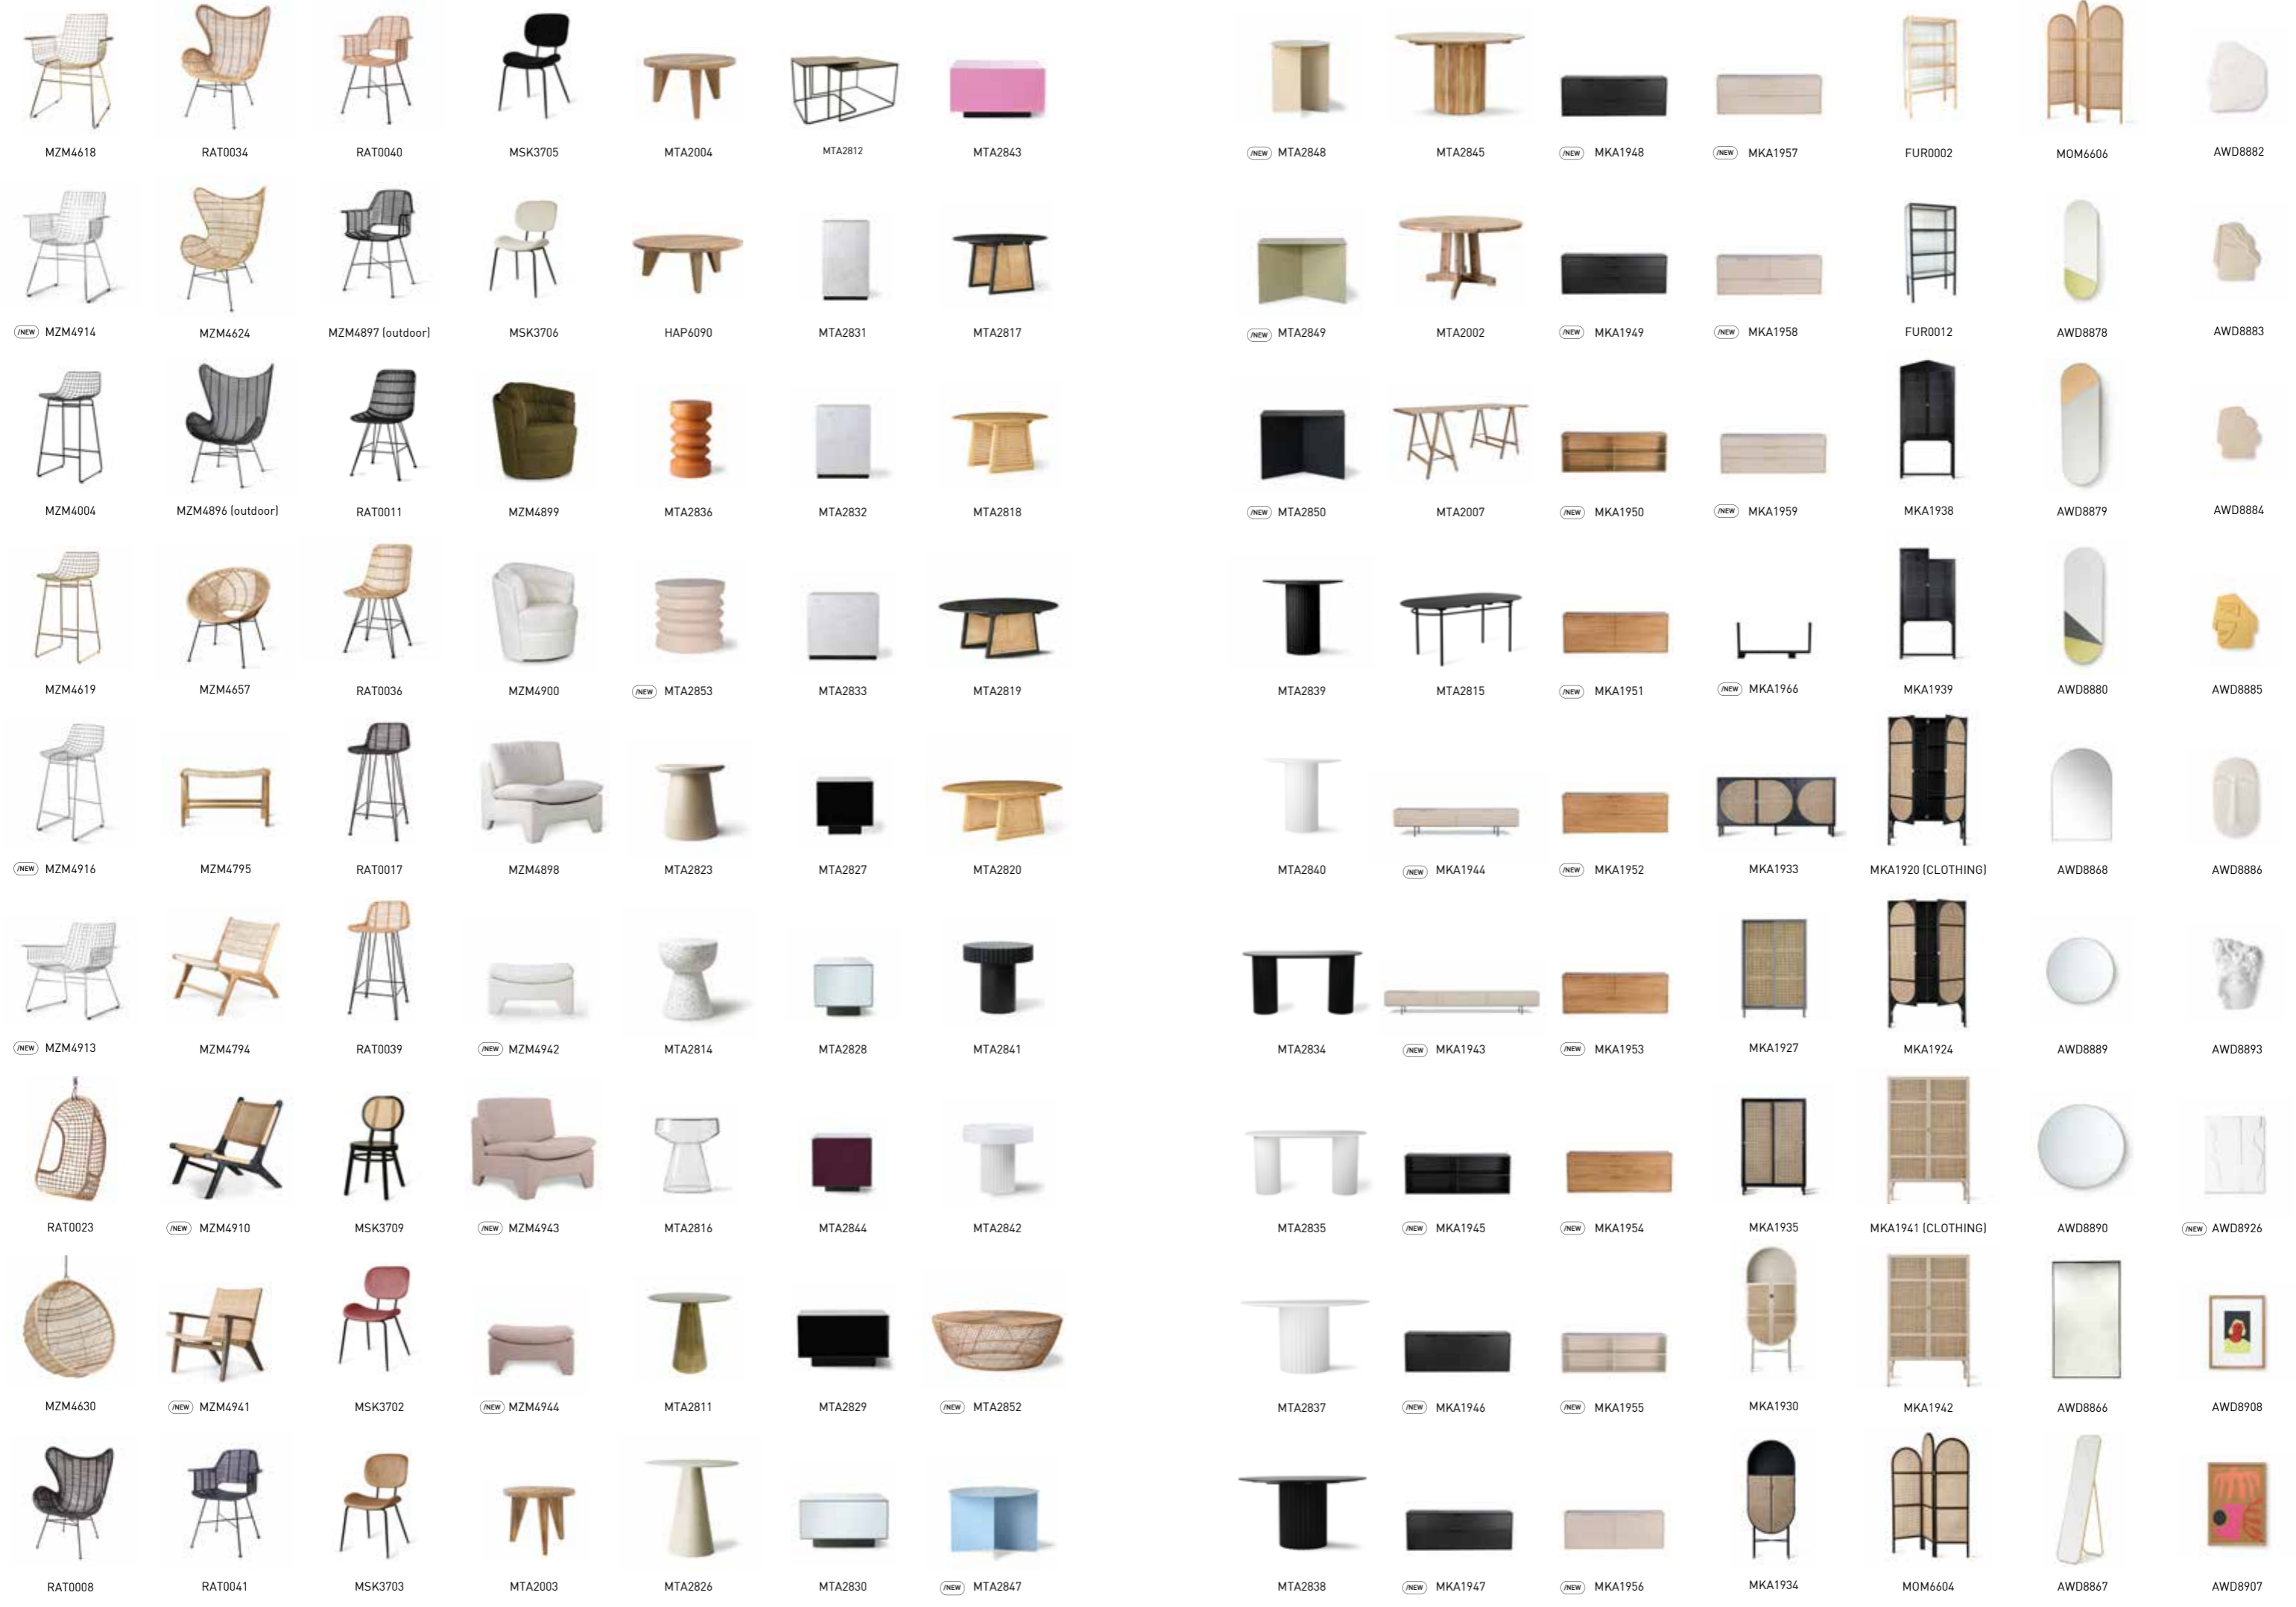 MZM4618 RAT0034 RAT0040 MSK3705 MTA2004 MTA2812 MTA2843 /NEW MTA2848 MTA2845 /NEW MKA1948 /NEW MKA1957 FUR0002 MOM6606 AWD8882
/NEW MZM4914 MZM4624 MZM4897 (outdoor) MSK3706 HAP6090 MTA2831 MTA2817 /NEW MTA2849 MTA2002 /NEW MKA1949 /NEW MKA1958 FUR0012 AWD8878 AWD8883
MZM4004 MZM4896 (outdoor) RAT0011 MZM4899 MTA2836 MTA2832 MTA2818 /NEW MTA2850 MTA2007 /NEW MKA1950 /NEW MKA1959 MKA1938 AWD8879 AWD8884
MZM4619 MZM4657 RAT0036 MZM4900 /NEW MTA2853 MTA2833 MTA2819 MTA2839 MTA2815 /NEW MKA1951 /NEW MKA1966 MKA1939 AWD8880 AWD8885
/NEW MZM4916 MZM4795 RAT0017 MZM4898 MTA2823 MTA2827 MTA2820 MTA2840 /NEW MKA1944 /NEW MKA1952 MKA1933 MKA1920 (CLOTHING) AWD8868 AWD8886
/NEW MZM4913 MZM4794 RAT0039 /NEW MZM4942 MTA2814 MTA2828 MTA2841 MTA2834 /NEW MKA1943 /NEW MKA1953 MKA1927 MKA1924 AWD8889 AWD8893
RAT0023 /NEW MZM4910 MSK3709 /NEW MZM4943 MTA2816 MTA2844 MTA2842 MTA2835 /NEW MKA1945 /NEW MKA1954 MKA1935 MKA1941 (CLOTHING) AWD8890 /NEW AWD8926
MZM4630 /NEW MZM4941 MSK3702 /NEW MZM4944 MTA2811 MTA2829 /NEW MTA2852 MTA2837 /NEW MKA1946 /NEW MKA1955 MKA1930 MKA1942 AWD8866 AWD8908
RAT0008 RAT0041 MSK3703 MTA2003 MTA2826 MTA2830 /NEW MTA2847 MTA2838 /NEW MKA1947 /NEW MKA1956 MKA1934 MOM6604 AWD8867 AWD8907